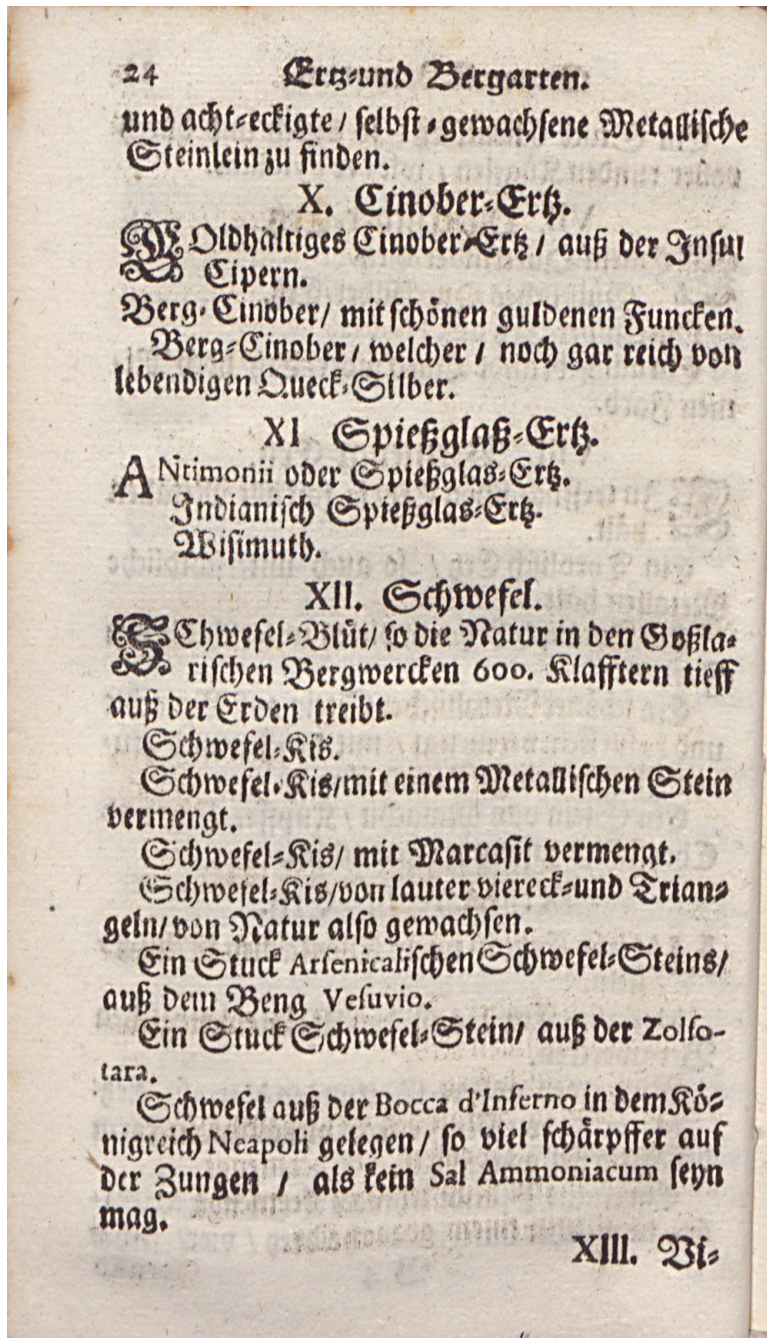 24 Ertz-und Bergarten.
und acht-eckigte / selbst-gewachsene Metallische
Steinlein zu finden.
X. Cinober-Ertz.
GOldhaltiges Cinober-Ertz / auß der Insul
Cipern.
Berg-Cinober / mit schönen guldenen Funcken.
Berg-Cinober / welcher / noch gar reich von
lebendigen Queck-Silber.
XI Spießglaß-Ertz.
ANtimonii oder Spießglas-Ertz.
Indianisch Spießglas-Ertz.
Wisimuth.
XII. Schwefel.
SChwefel-Blüt / so die Natur in den Goßla-
rischen Bergwercken 600. Klafftern tieff
auß der Erden treibt.
Schwefel-Kis.
Schwefel-Kis / mit einem Metallischen Stein
vermengt.
Schwefel-Kis / mit Marcasit vermengt.
Schwefel-Kis / von lauter viereck-und Trian-
geln / von Natur also gewachsen.
Ein Stuck Arsenicalischen Schwefel-Steins /
auß dem Beng Vesuvio.
Ein Stuck Schwefel-Stein / auß der Zolfo-
tara.
Schwefel auß der Bocca d'Inferno in dem Kö-
nigreich Neapoli gelegen / so viel schärpffer auf
der Zungen / als kein Sal Ammoniacum seyn
mag.
XIII. Vi-